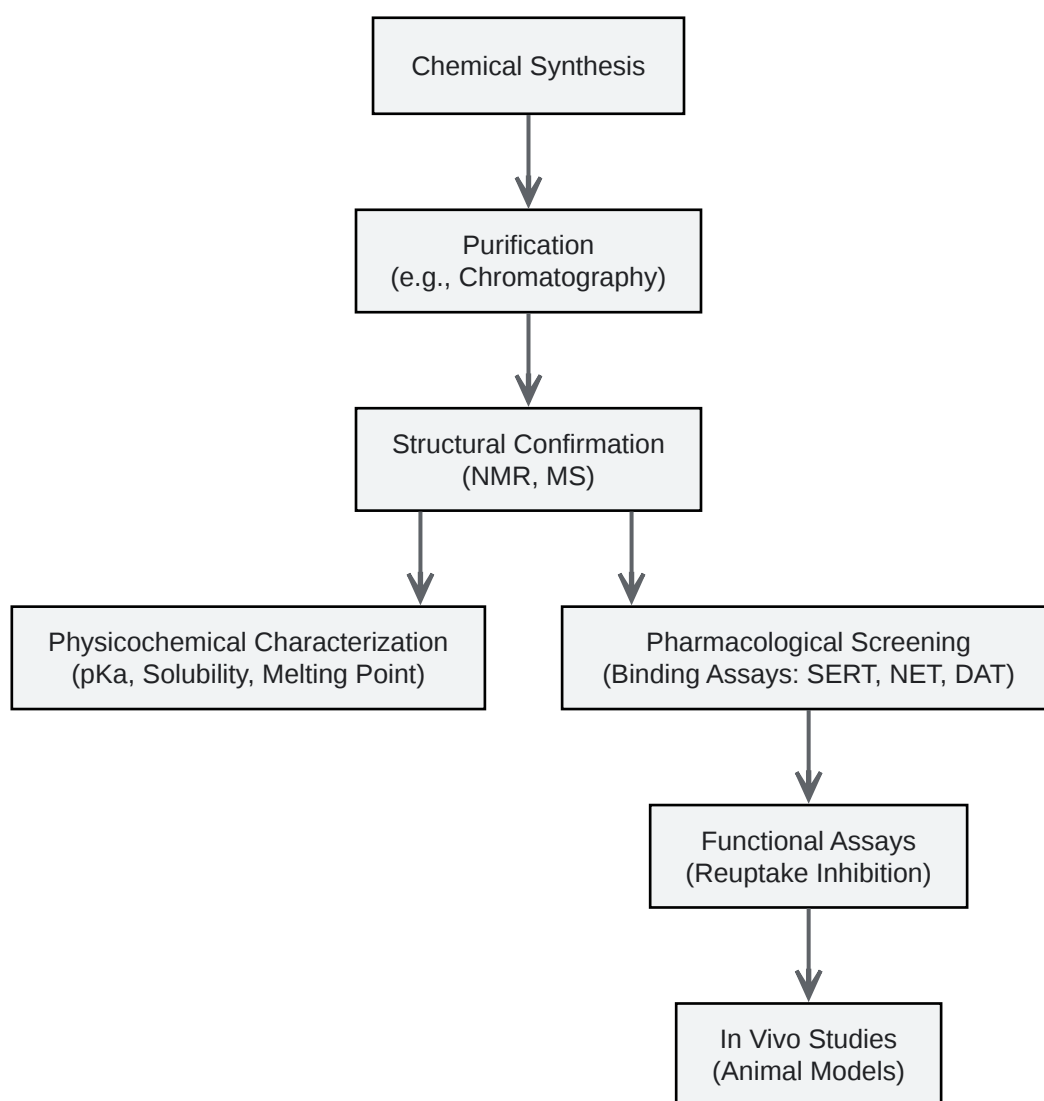 Chemical Synthesis
Purification
(e.g., Chromatography)
Structural Confirmation
(NMR, MS)
Physicochemical Characterization
(pKa, Solubility, Melting Point)
Pharmacological Screening
(Binding Assays: SERT, NET, DAT)
Functional Assays
(Reuptake Inhibition)
In Vivo Studies
(Animal Models)